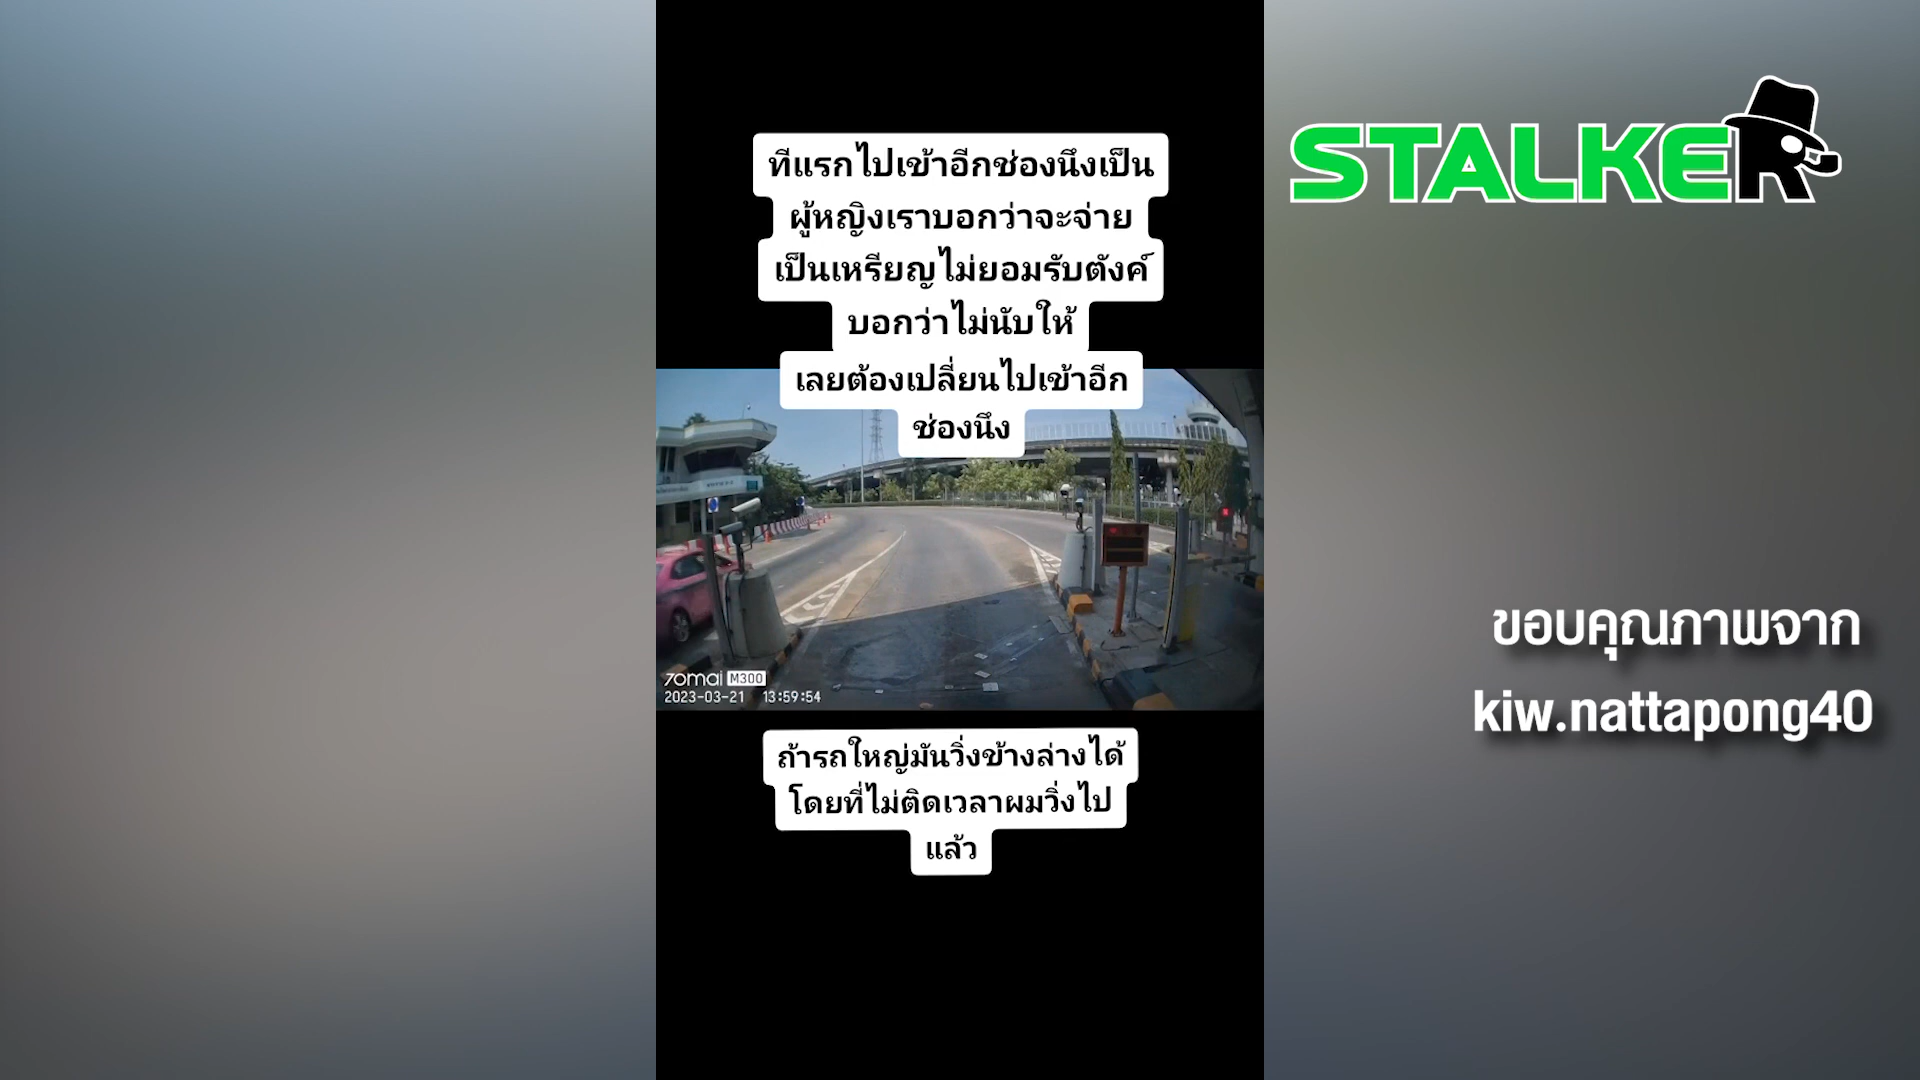 ทีแรกไปเข้าอีกช่องนึงเป็น
ผู้หญิงเราบอกว่าจะจ่าย
เป็นเหรียญไม่ยอมรับตังค์
บอกว่าไม่นับให้
เลยต้องเปลี่ยนไปเข้าอีก
ช่องนึง
70mai M300
2023-03-21 13:59:54
ถ้ารถใหญ่มันวิ่งข้างล่างได้
โดยที่ไม่ติดเวลาผมวิ่งไป
แล้ว
STALKER
ขอบคุณภาพจาก
kiw.nattapong40